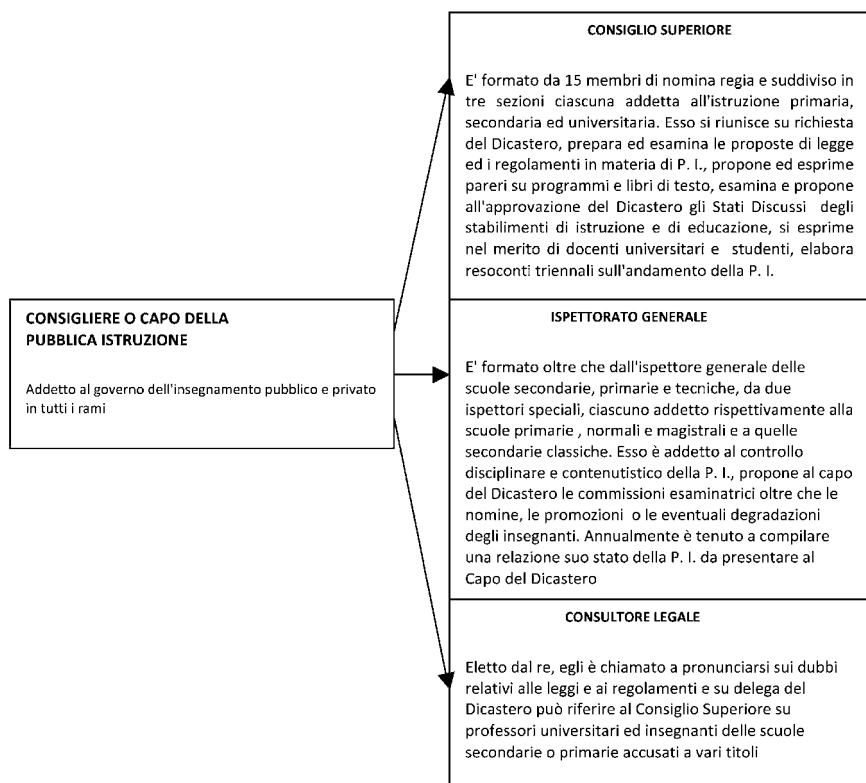 CONSIGLIO SUPERIORE
E' formato da 15 membri di nomina regia e suddiviso in
tre sezioni ciascuna addetta all'istruzione primaria,
secondaria ed universitaria. Esso si riunisce su richiesta
del Dicastero, prepara ed esamina le proposte di legge
ed i regolamenti in materia di P. I., propone ed esprime
pareri su programmi e libri di testo, esamina e propone
all'approvazione del Dicastero gli Stati Discussi degli
stabilimenti di istruzione e di educazione, si esprime
nel merito di docenti universitari e studenti, elabora
resoconti triennali sull'andamento della P. I.
CONSIGLIERE O CAPO DELLA
PUBBLICA ISTRUZIONE
Addetto al governo dell'insegnamento pubblico e privato
in tutti i rami
ISPETTORATO GENERALE
E' formato oltre che dall'ispettore generale delle
scuole secondarie, primarie e tecniche, da due
ispettori speciali, ciascuno addetto rispettivamente alla
scuole primarie , normali e magistrali e a quelle
secondarie classiche. Esso è addetto al controllo
disciplinare e contenutistico della P. I., propone al capo
del Dicastero le commissioni esaminatrici oltre che le
nomine, le promozioni o le eventuali degradazioni
degli insegnanti. Annualmente è tenuto a compilare
una relazione suo stato della P. I. da presentare al
Capo del Dicastero
CONSULTORE LEGALE
Eletto dal re, egli è chiamato a pronunciarsi sui dubbi
relativi alle leggi e ai regolamenti e su delega del
Dicastero può riferire al Consiglio Superiore su
professori universitari ed insegnanti delle scuole
secondarie o primarie accusati a vari titoli